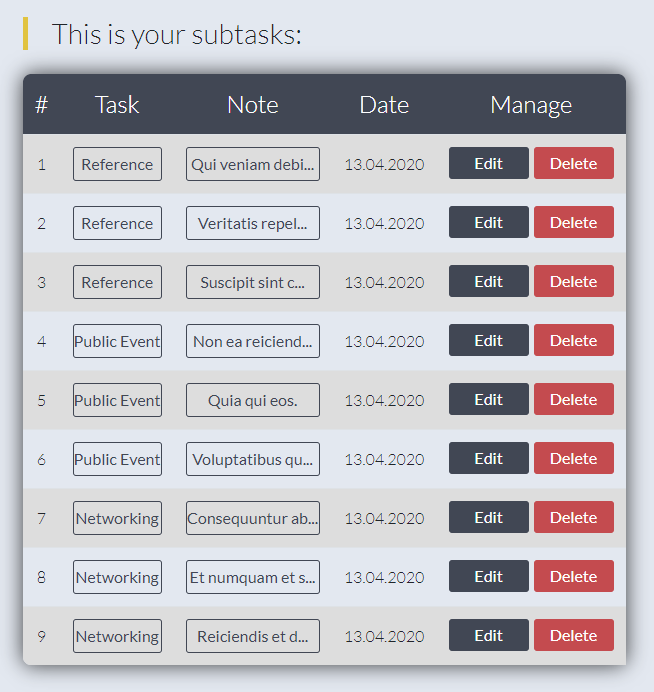 This is your subtasks:
# Task Note Date Manage
1 Reference Qui veniam debi... 13.04.2020 Edit Delete
2 Reference Veritatis repel... 13.04.2020 Edit Delete
3 Reference Suscipit sint c... 13.04.2020 Edit Delete
4 Public Event Non ea reiciend... 13.04.2020 Edit Delete
5 Public Event Quia qui eos. 13.04.2020 Edit Delete
6 Public Event Voluptatibus qu... 13.04.2020 Edit Delete
7 Networking Consequuntur ab... 13.04.2020 Edit Delete
8 Networking Et numquam et s... 13.04.2020 Edit Delete
9 Networking Reiciendis et d... 13.04.2020 Edit Delete